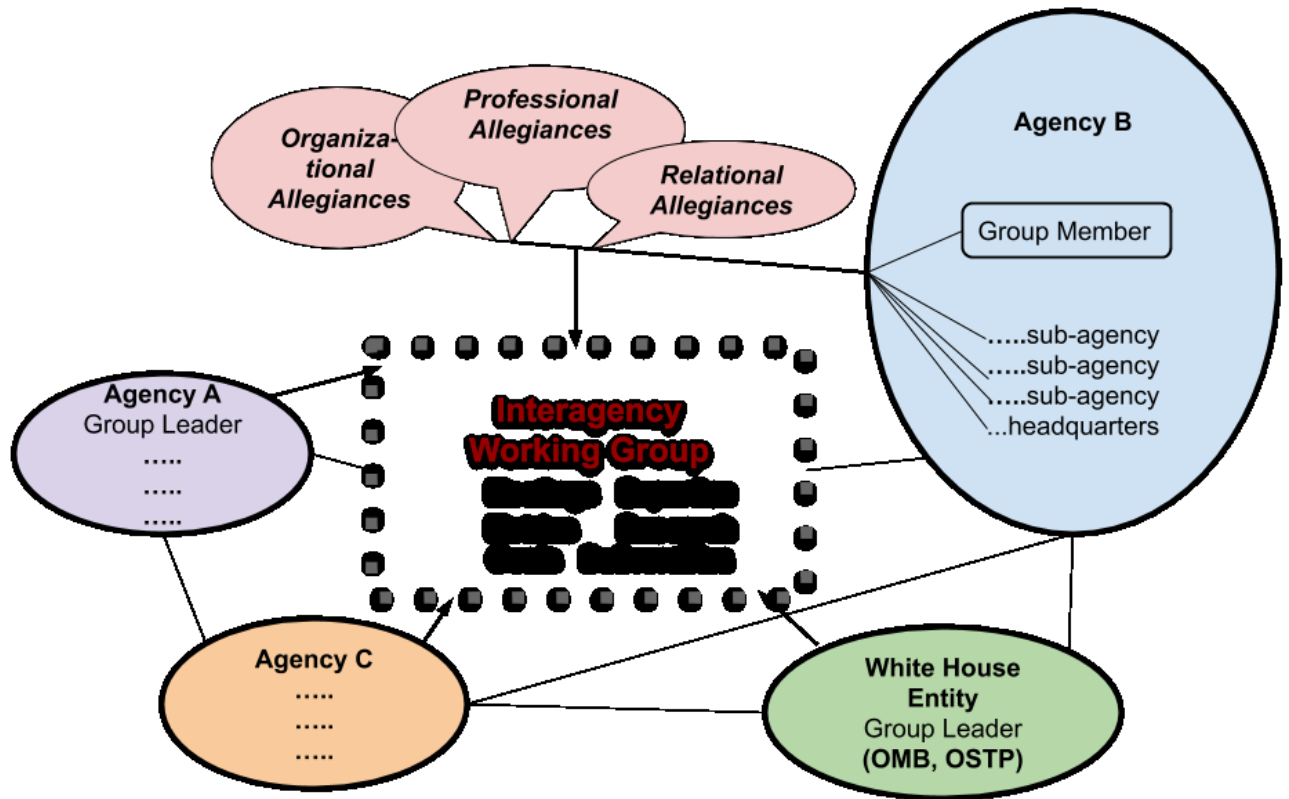 Organiza-
tional
Allegiances
Professional
Allegiances
Relational
Allegiances
Agency B
Group Member
.....sub-agency
.....sub-agency
.....sub-agency
...headquarters
Agency A
Group Leader
.....
.....
.....
Interagency
Working Group
Agency C
.....
.....
.....
White House
Entity
Group Leader
(OMB, OSTP)